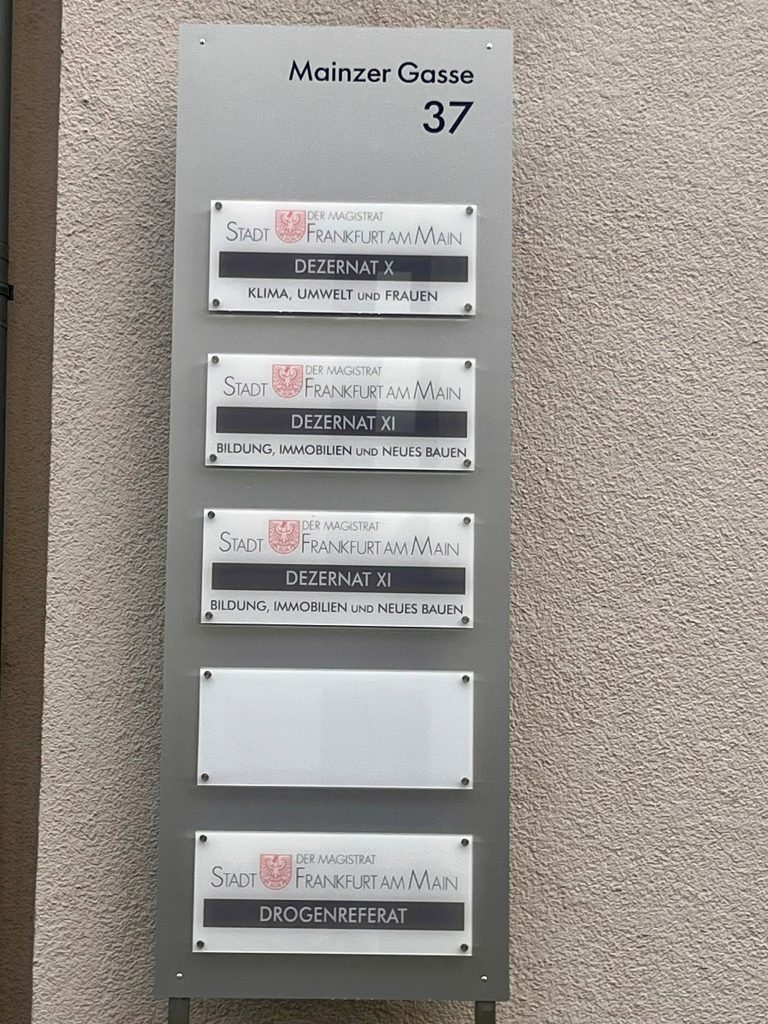 Mainzer Gasse
37
DER MAGISTRAT
STADT FRANKFURT AM MAIN
DEZERNAT X
KLIMA, UMWELT UND FRAUEN
DER MAGISTRAT
STADT FRANKFURT AM MAIN
DEZERNAT XI
BILDUNG, IMMOBILIEN UND NEUES BAUEN
DER MAGISTRAT
STADT FRANKFURT AM MAIN
DEZERNAT XI
BILDUNG, IMMOBILIEN UND NEUES BAUEN
DER MAGISTRAT
STADT FRANKFURT AM MAIN
DROGENREFERAT